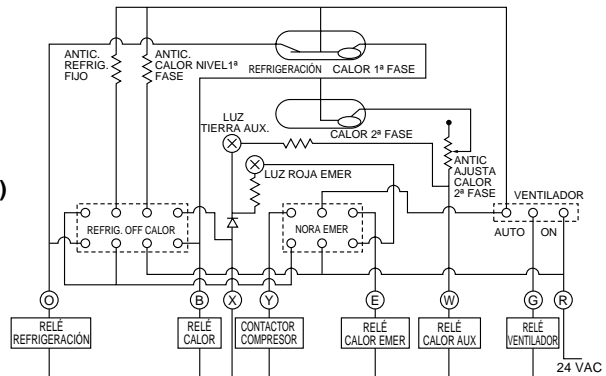 ANTIC.
REFRIG.
FIJO
ANTIC.
CALOR NIVEL1ª
FASE
REFRIGERACIÓN CALOR 1ª FASE
LUZ
TIERRA AUX.
CALOR 2ª FASE
LUZ ROJA EMER
ANTIC
AJUSTA
CALOR
2ª FASE
)
VENTILADOR
AUTO ON
REFRIG. OFF CALOR
NORA EMER
O B X Y E W G R
RELÉ
REFRIGERACIÓN
RELÉ
CALOR
CONTACTOR
COMPRESOR
RELÉ
CALOR EMER
RELÉ
CALOR AUX
RELÉ
VENTILADOR
24 VAC